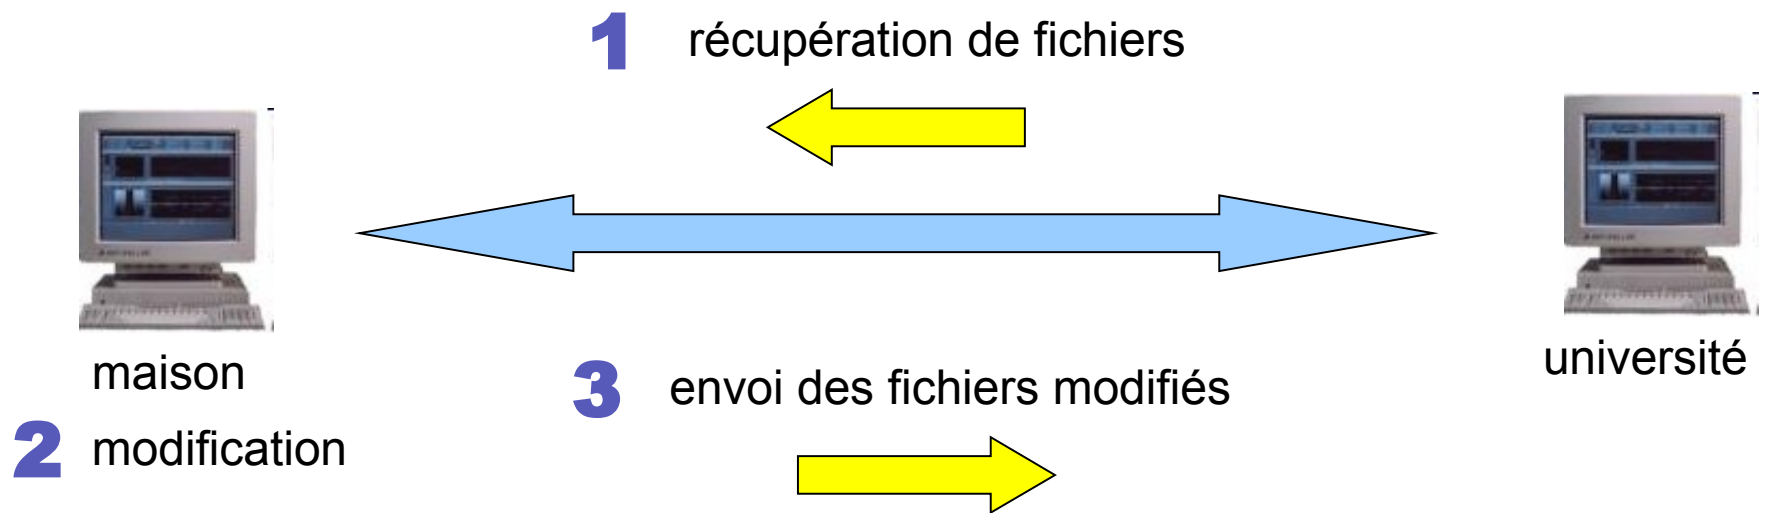 1 récupération de fichiers
maison
université
3 envoi des fichiers modifiés
2 modification